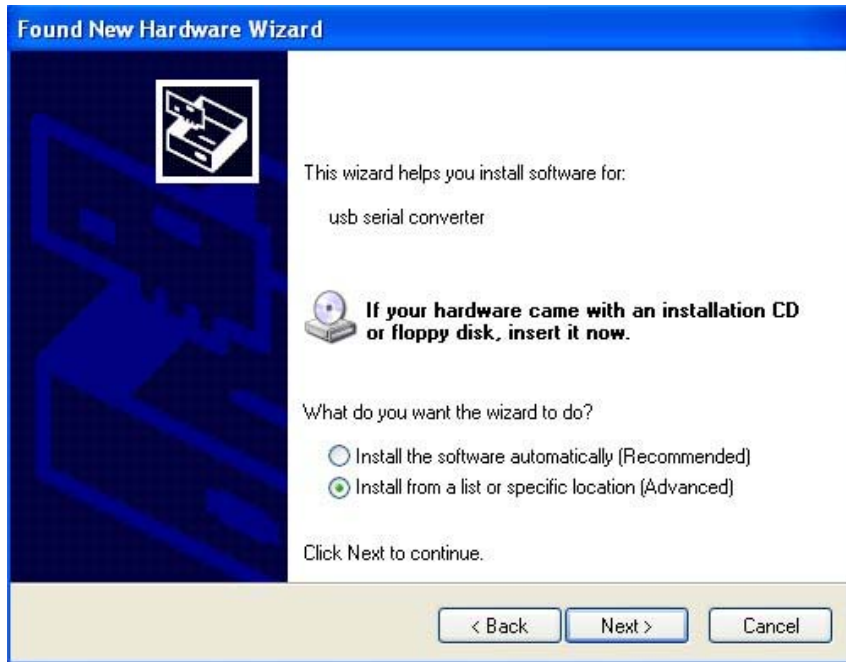 Found New Hardware Wizard
This wizard helps you install software for:
usb serial converter
If your hardware came with an installation CD
or floppy disk, insert it now.
What do you want the wizard to do?
Install the software automatically (Recommended)
Install from a list or specific location (Advanced)
Click Next to continue.
< Back
Next >
Cancel